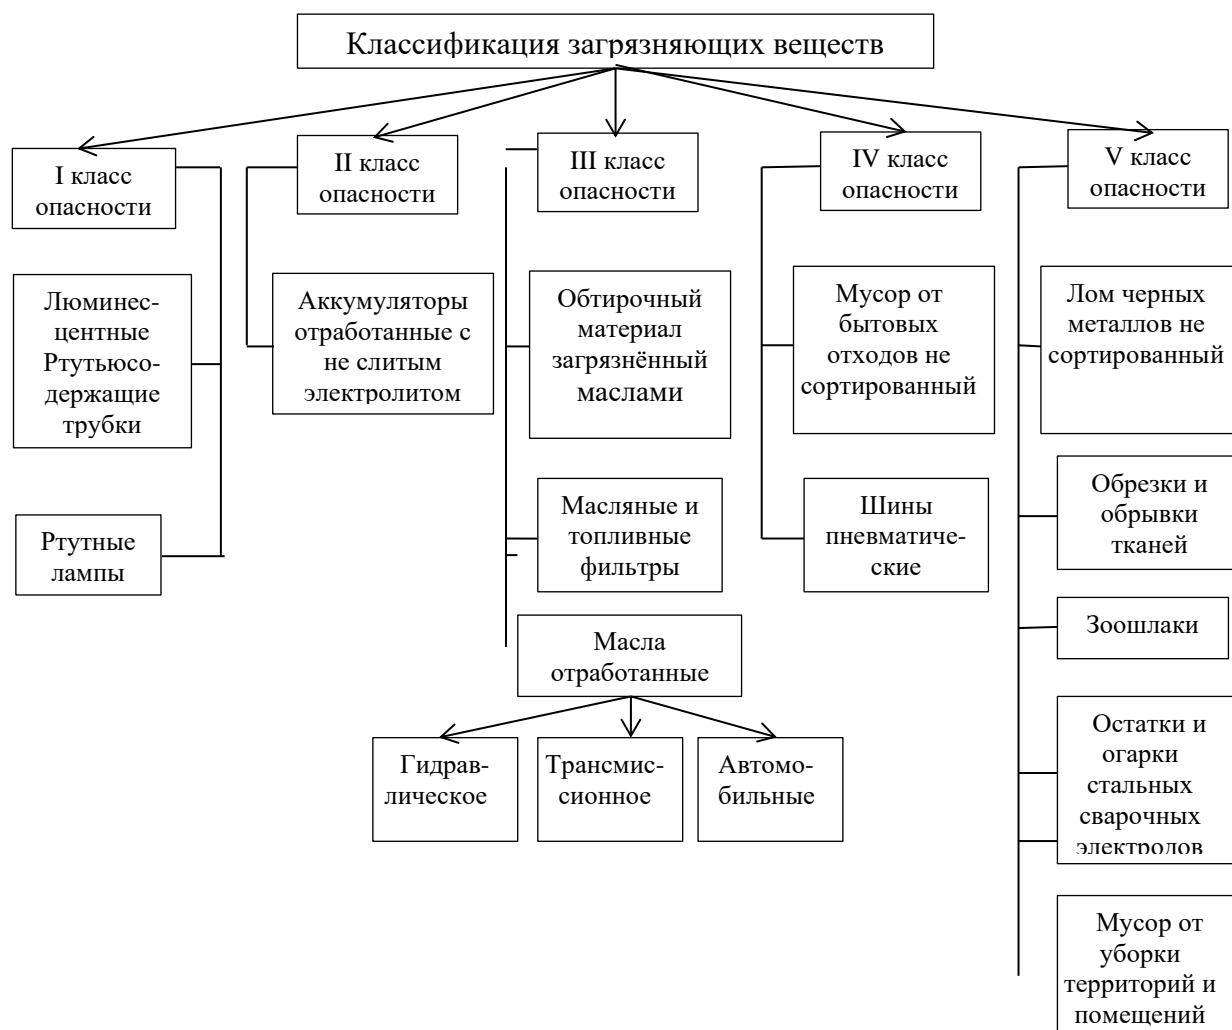 Классификация загрязняющих веществ
I класс
опасности
II класс
опасности
III класс
опасности
IV класс
опасности
V класс
опасности
Люминес-
центные
Ртутьюсо-
держащие
трубки
Аккумуляторы
отработанные с
не слитым
электролитом
Обтирочный
материал
загрязнённый
маслами
Мусор от
бытовых
отходов не
сортированный
Лом черных
металлов не
сортированный
Ртутные
лампы
Масляные и
топливные
фильтры
Шины
пневматиче-
ские
Обрезки и
обрывки
тканей
Масла
отработанные
Зоошлаки
Гидрав-
лическое
Трансмис-
сионное
Автомо-
бильные
Остатки и
огарки
стальных
сварочных
электродов
Мусор от
уборки
территорий и
помещений